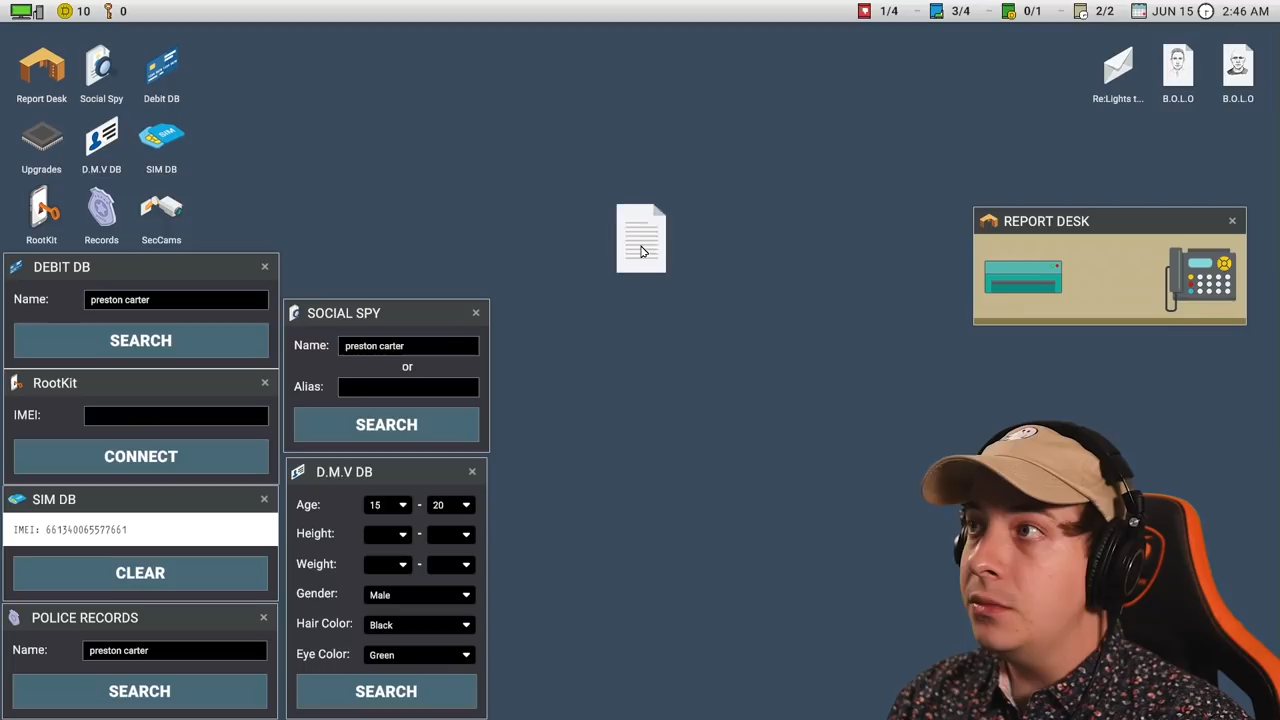 10
0
1/4
3/4
0/1
2/2
JUN 15
2:46 AM
Report Desk
Social Spy
Debit DB
Re:Lights t...
B.O.L.O
B.O.L.O
Upgrades
D.M.V DB
SIM DB
SIM
RootKit
Records
SecCams
REPORT DESK
DEBIT DB
Name:
preston carter
SEARCH
SOCIAL SPY
Name:
preston carter
or
Alias:
SEARCH
RootKit
IMEI:
CONNECT
D.M.V DB
Age:
15
-
20
Height:
-
Weight:
-
Gender:
Male
Hair Color:
Black
Eye Color:
Green
SEARCH
SIM DB
IMEI: 661340065577661
CLEAR
POLICE RECORDS
Name:
preston carter
SEARCH